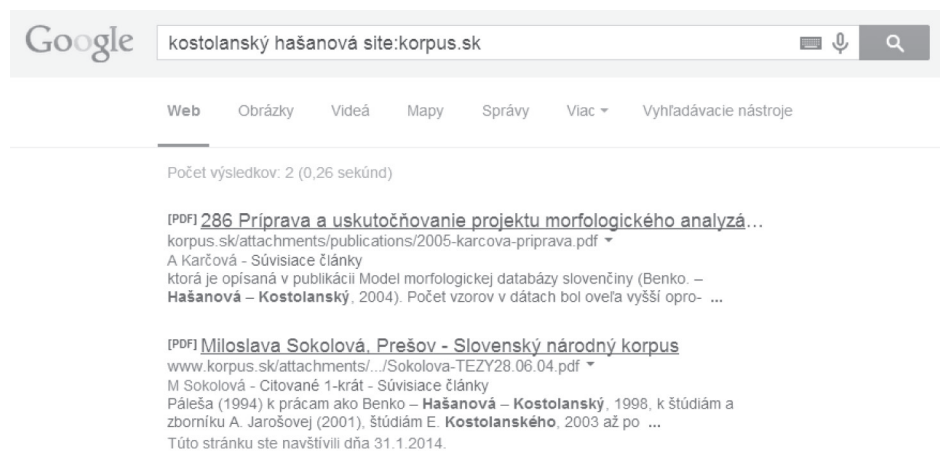 Google kostolanský hašanová site:korpus.sk
Web Obrázky Videá Mapy Správy Viac Vyhľadávacie nástroje
Počet výsledkov: 2 (0,26 sekúnd)
[PDF] 286 Príprava a uskutočňovanie projektu morfologického analyzá...
korpus.sk/attachments/publications/2005-karcova-priprava.pdf
A Karčová - Súvisiace články
ktorá je opísaná v publikácii Model morfologickej databázy slovenčiny (Benko. –
Hašanová – Kostolanský, 2004). Počet vzorov v dátach bol oveľa vyšší opro- ...
[PDF] Miloslava Sokolová, Prešov - Slovenský národný korpus
www.korpus.sk/attachments/.../Sokolova-TEZY28.06.04.pdf
M Sokolová - Citované 1-krát - Súvisiace články
Páleša (1994) k prácam ako Benko – Hašanová – Kostolanský, 1998, k štúdiám a
zborníku A. Jarošovej (2001), štúdiám E. Kostolanského, 2003 až po ...
Túto stránku ste navštívili dňa 31.1.2014.